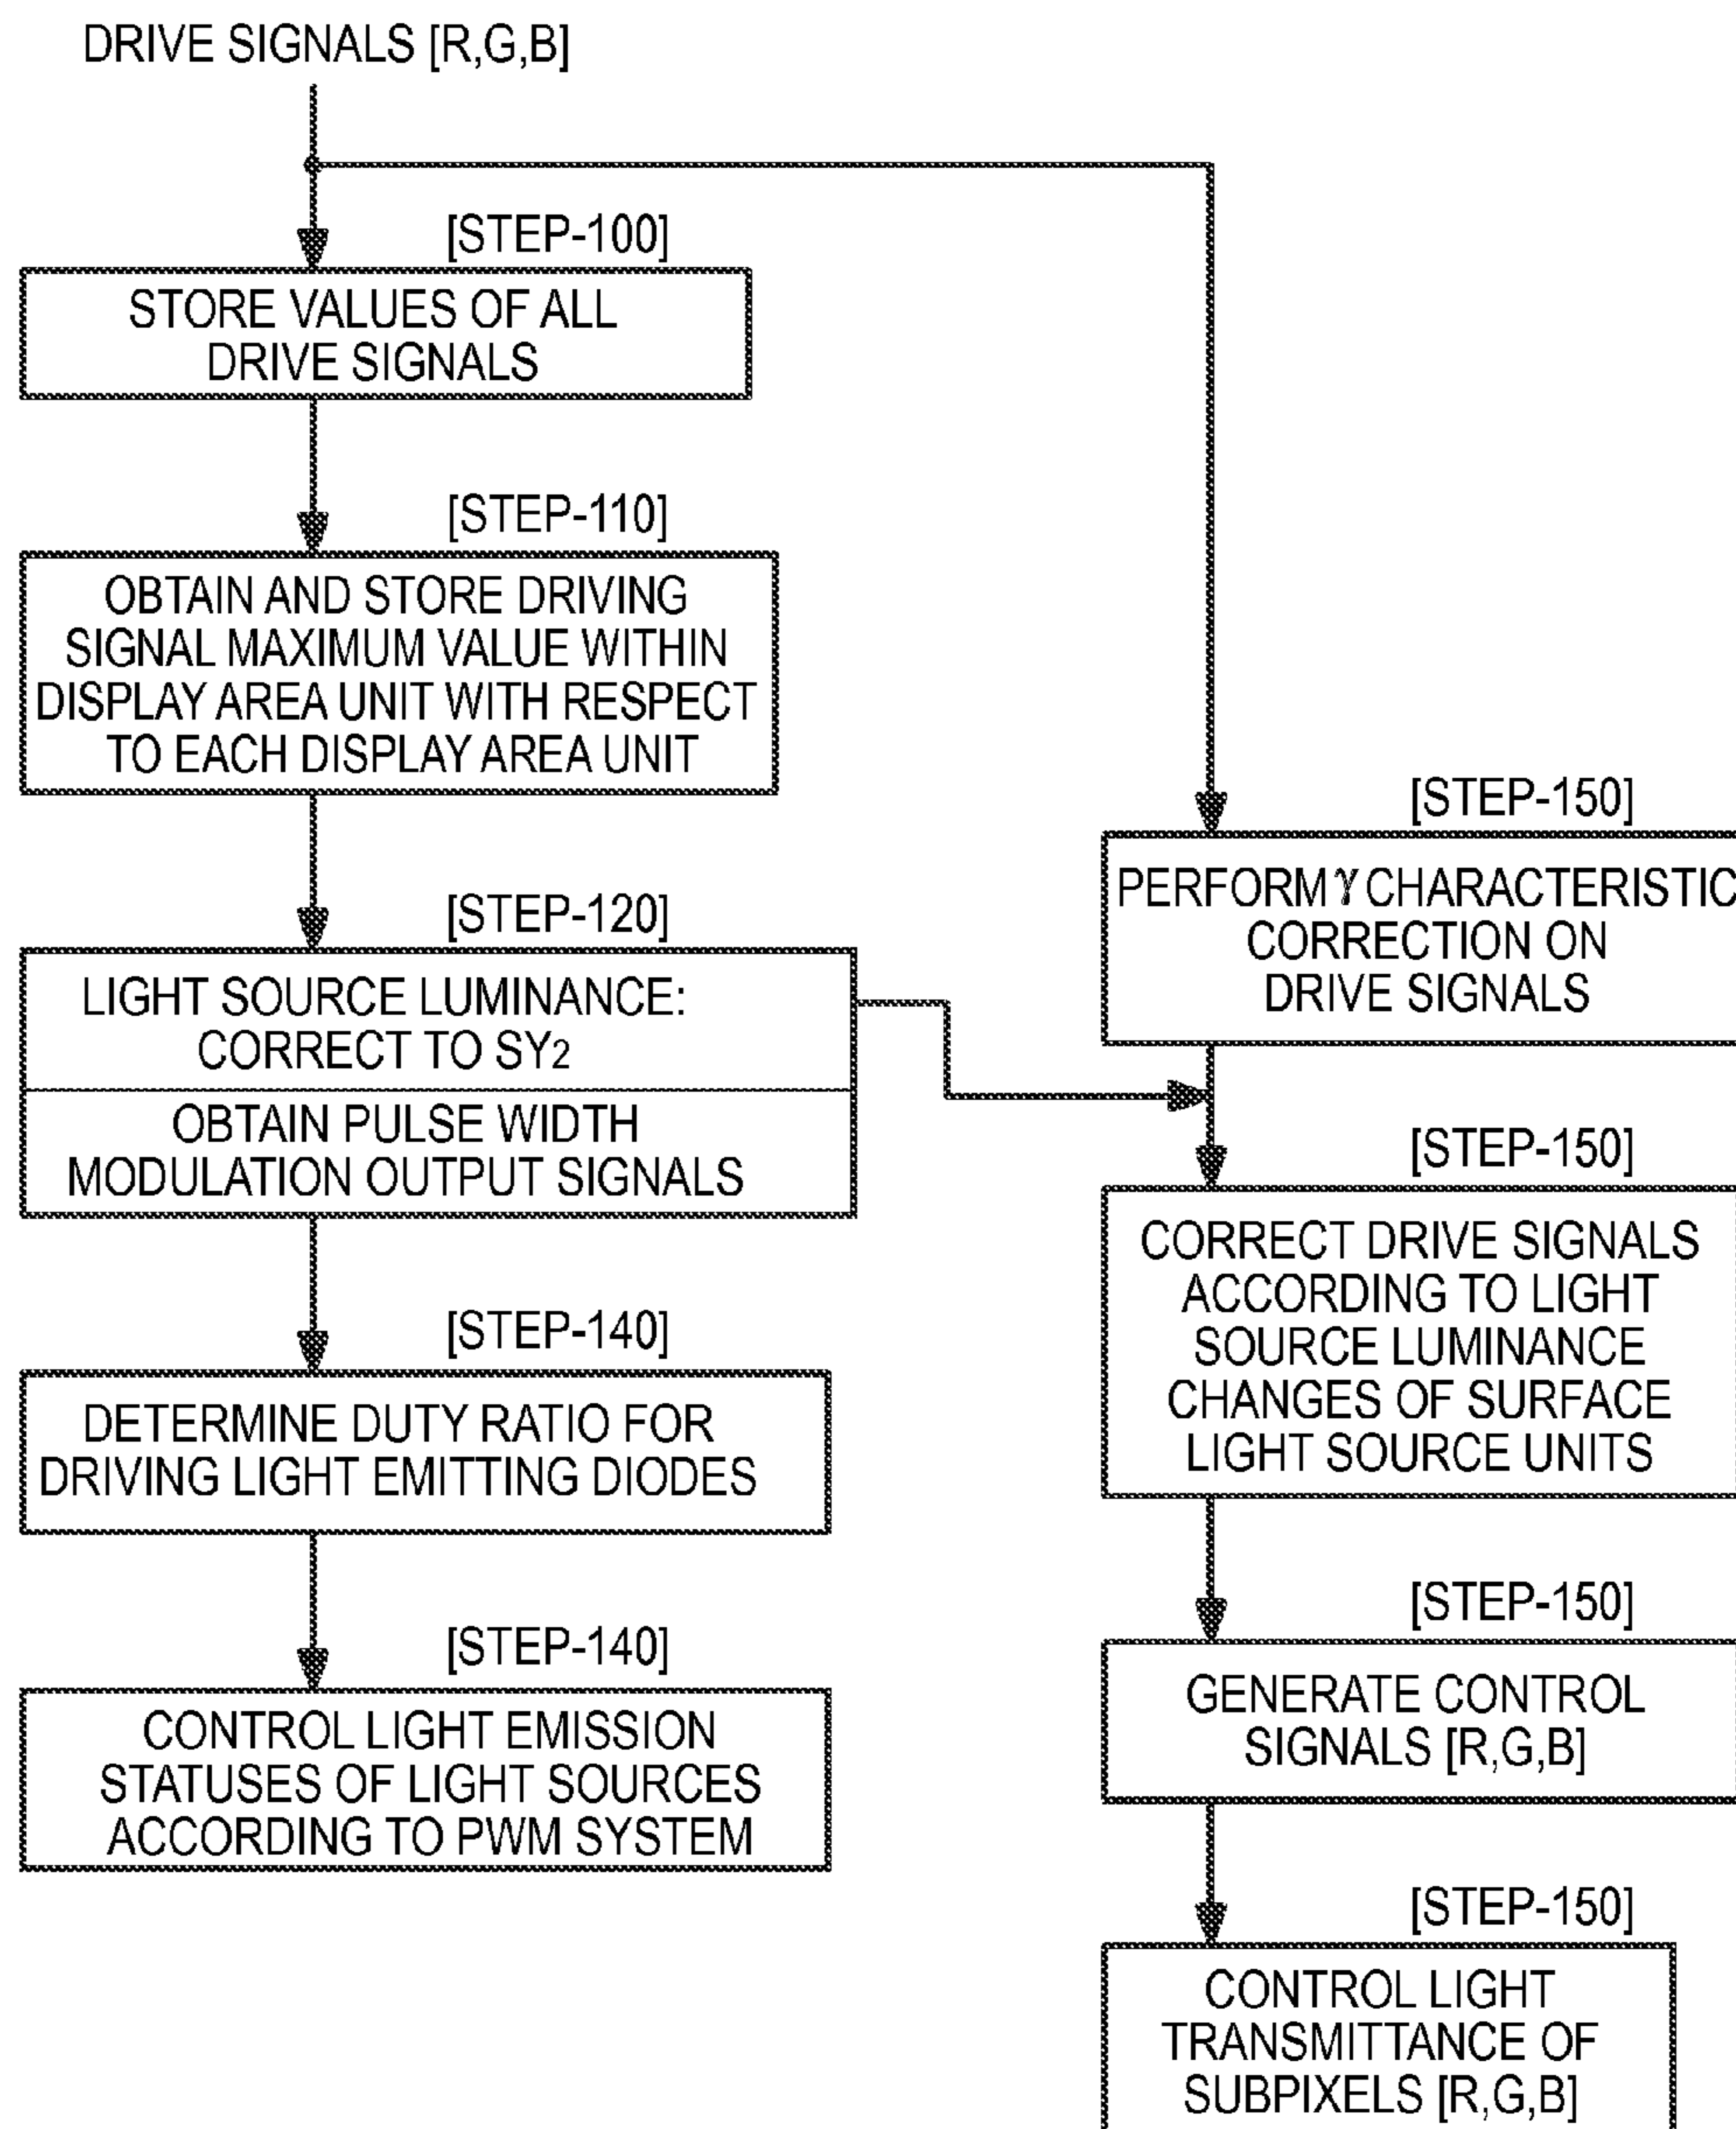 DRIVE SIGNALS [R,G,B]
[STEP-100]
STORE VALUES OF ALL
DRIVE SIGNALS
[STEP-110]
OBTAIN AND STORE DRIVING
SIGNAL MAXIMUM VALUE WITHIN
DISPLAY AREA UNIT WITH RESPECT
TO EACH DISPLAY AREA UNIT
[STEP-120]
LIGHT SOURCE LUMINANCE:
CORRECT TO SY2
OBTAIN PULSE WIDTH
MODULATION OUTPUT SIGNALS
[STEP-140]
DETERMINE DUTY RATIO FOR
DRIVING LIGHT EMITTING DIODES
[STEP-140]
CONTROL LIGHT EMISSION
STATUSES OF LIGHT SOURCES
ACCORDING TO PWM SYSTEM
[STEP-150]
PERFORM γ CHARACTERISTIC
CORRECTION ON
DRIVE SIGNALS
[STEP-150]
CORRECT DRIVE SIGNALS
ACCORDING TO LIGHT
SOURCE LUMINANCE
CHANGES OF SURFACE
LIGHT SOURCE UNITS
[STEP-150]
GENERATE CONTROL
SIGNALS [R,G,B]
[STEP-150]
CONTROL LIGHT
TRANSMITTANCE OF
SUBPIXELS [R,G,B]